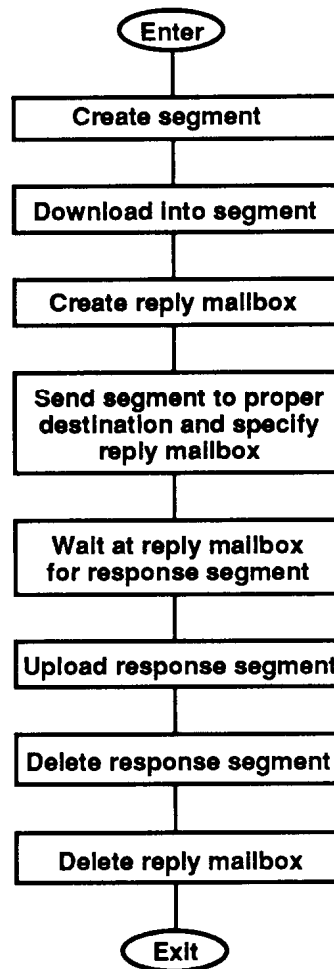 Enter
Create segment
Download into segment
Create reply mailbox
Send segment to proper
destination and specify
reply mailbox
Wait at reply mailbox
for response segment
Upload response segment
Delete response segment
Delete reply mailbox
Exit